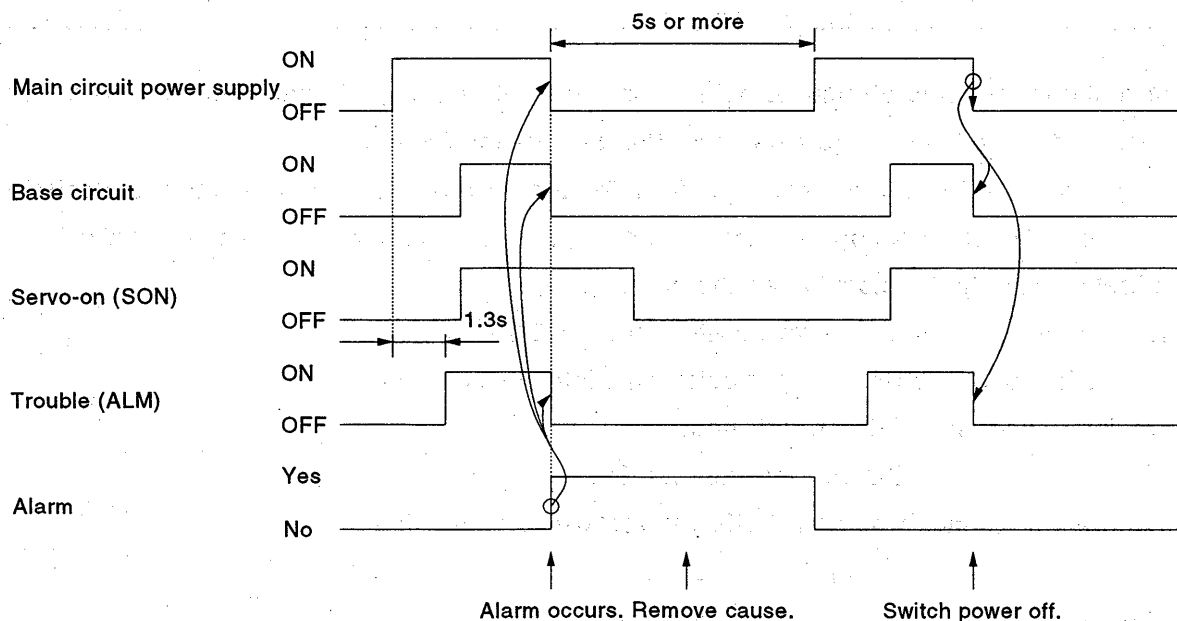 5s or more
Main circuit power supply
ON
OFF
Base circuit
ON
OFF
Servo-on (SON)
ON
OFF
1.3s
Trouble (ALM)
ON
OFF
Alarm
Yes
No
Alarm occurs. Remove cause. Switch power off.